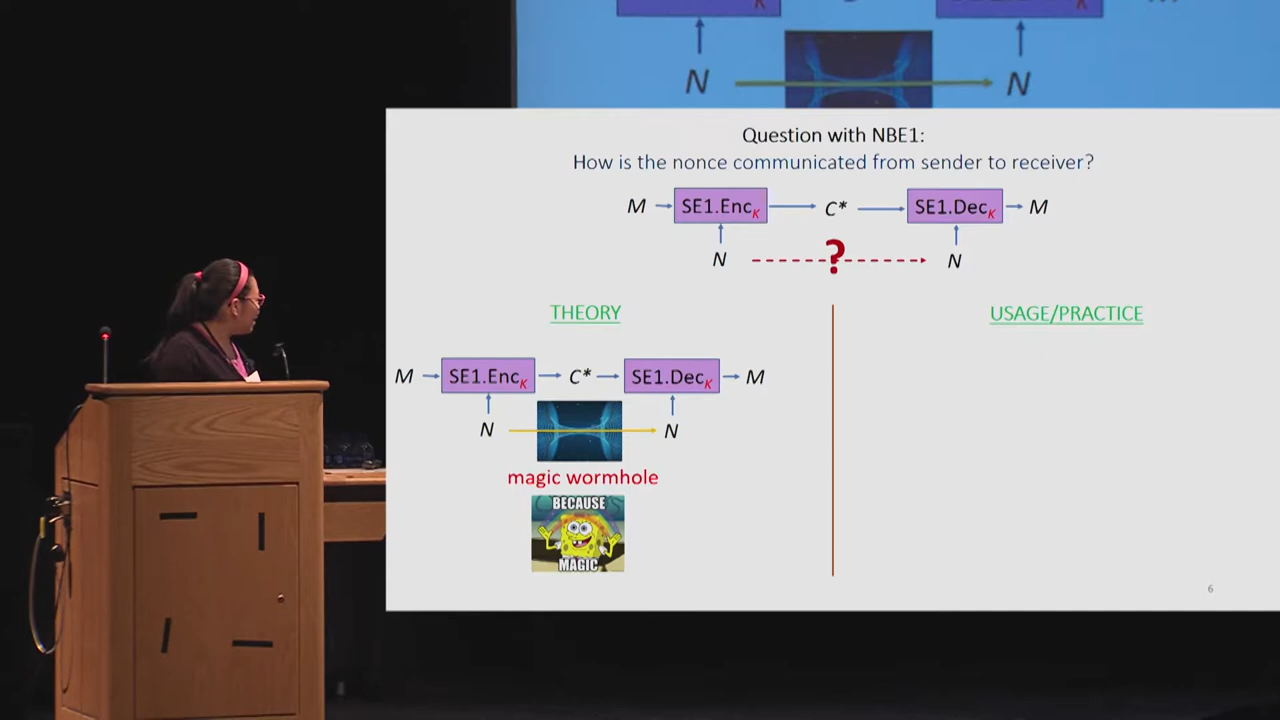 N N
Question with NBE1:
How is the nonce communicated from sender to receiver?
M SE1.EncK C* SE1.DecK M
N ? N
THEORY USAGE/PRACTICE
M SE1.EncK C* SE1.DecK M
N N
magic wormhole
BECAUSE
MAGIC
6